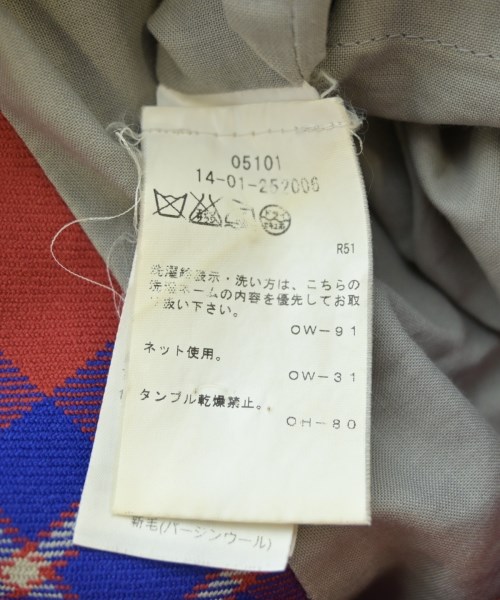 05101
14-01-252006
R51
洗濯絵表示・洗い方は、こちらの
洗濯ネームの内容を優先してお取
扱い下さい。
OW-91
ネット使用。
OW-31
タンブル乾燥禁止。
OH-80
新毛(バージンウール)